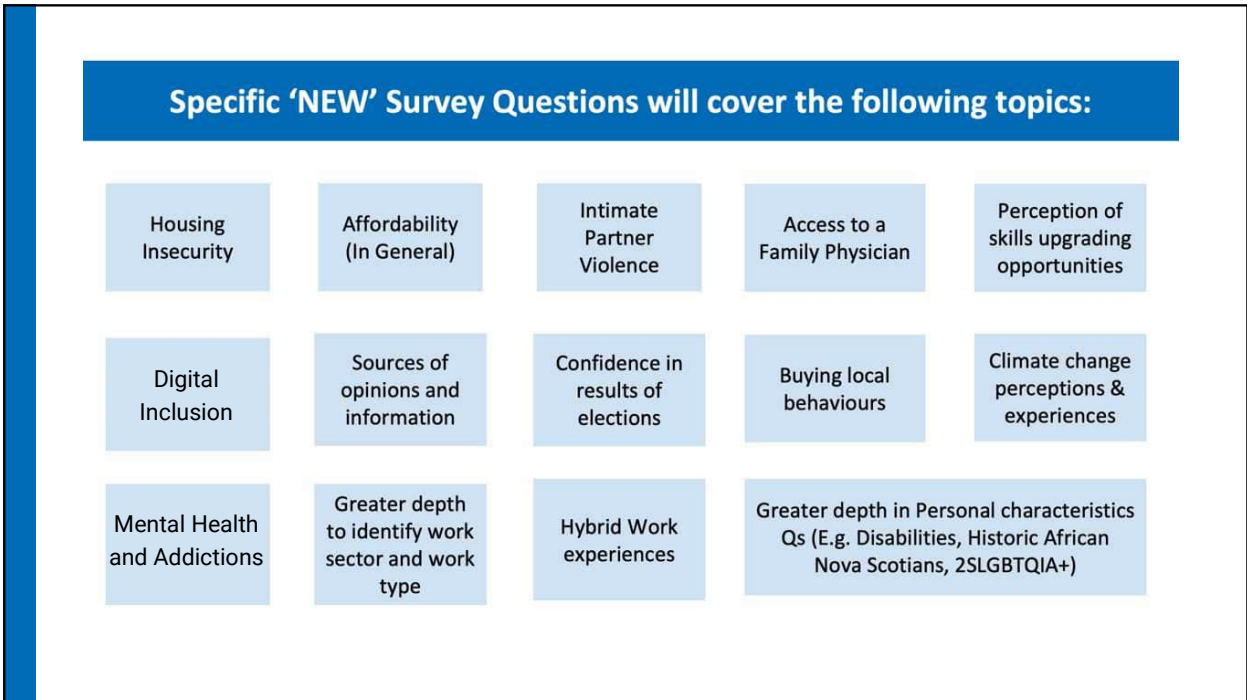 Specific ‘NEW’ Survey Questions will cover the following topics:
Housing
Insecurity
Affordability
(In General)
Intimate
Partner
Violence
Access to a
Family Physician
Perception of
skills upgrading
opportunities
Digital
Inclusion
Sources of
opinions and
information
Confidence in
results of
elections
Buying local
behaviours
Climate change
perceptions &
experiences
Mental Health
and Addictions
Greater depth
to identify work
sector and work
type
Hybrid Work
experiences
Greater depth in Personal characteristics
Qs (E.g. Disabilities, Historic African
Nova Scotians, 2SLGBTQIA+)